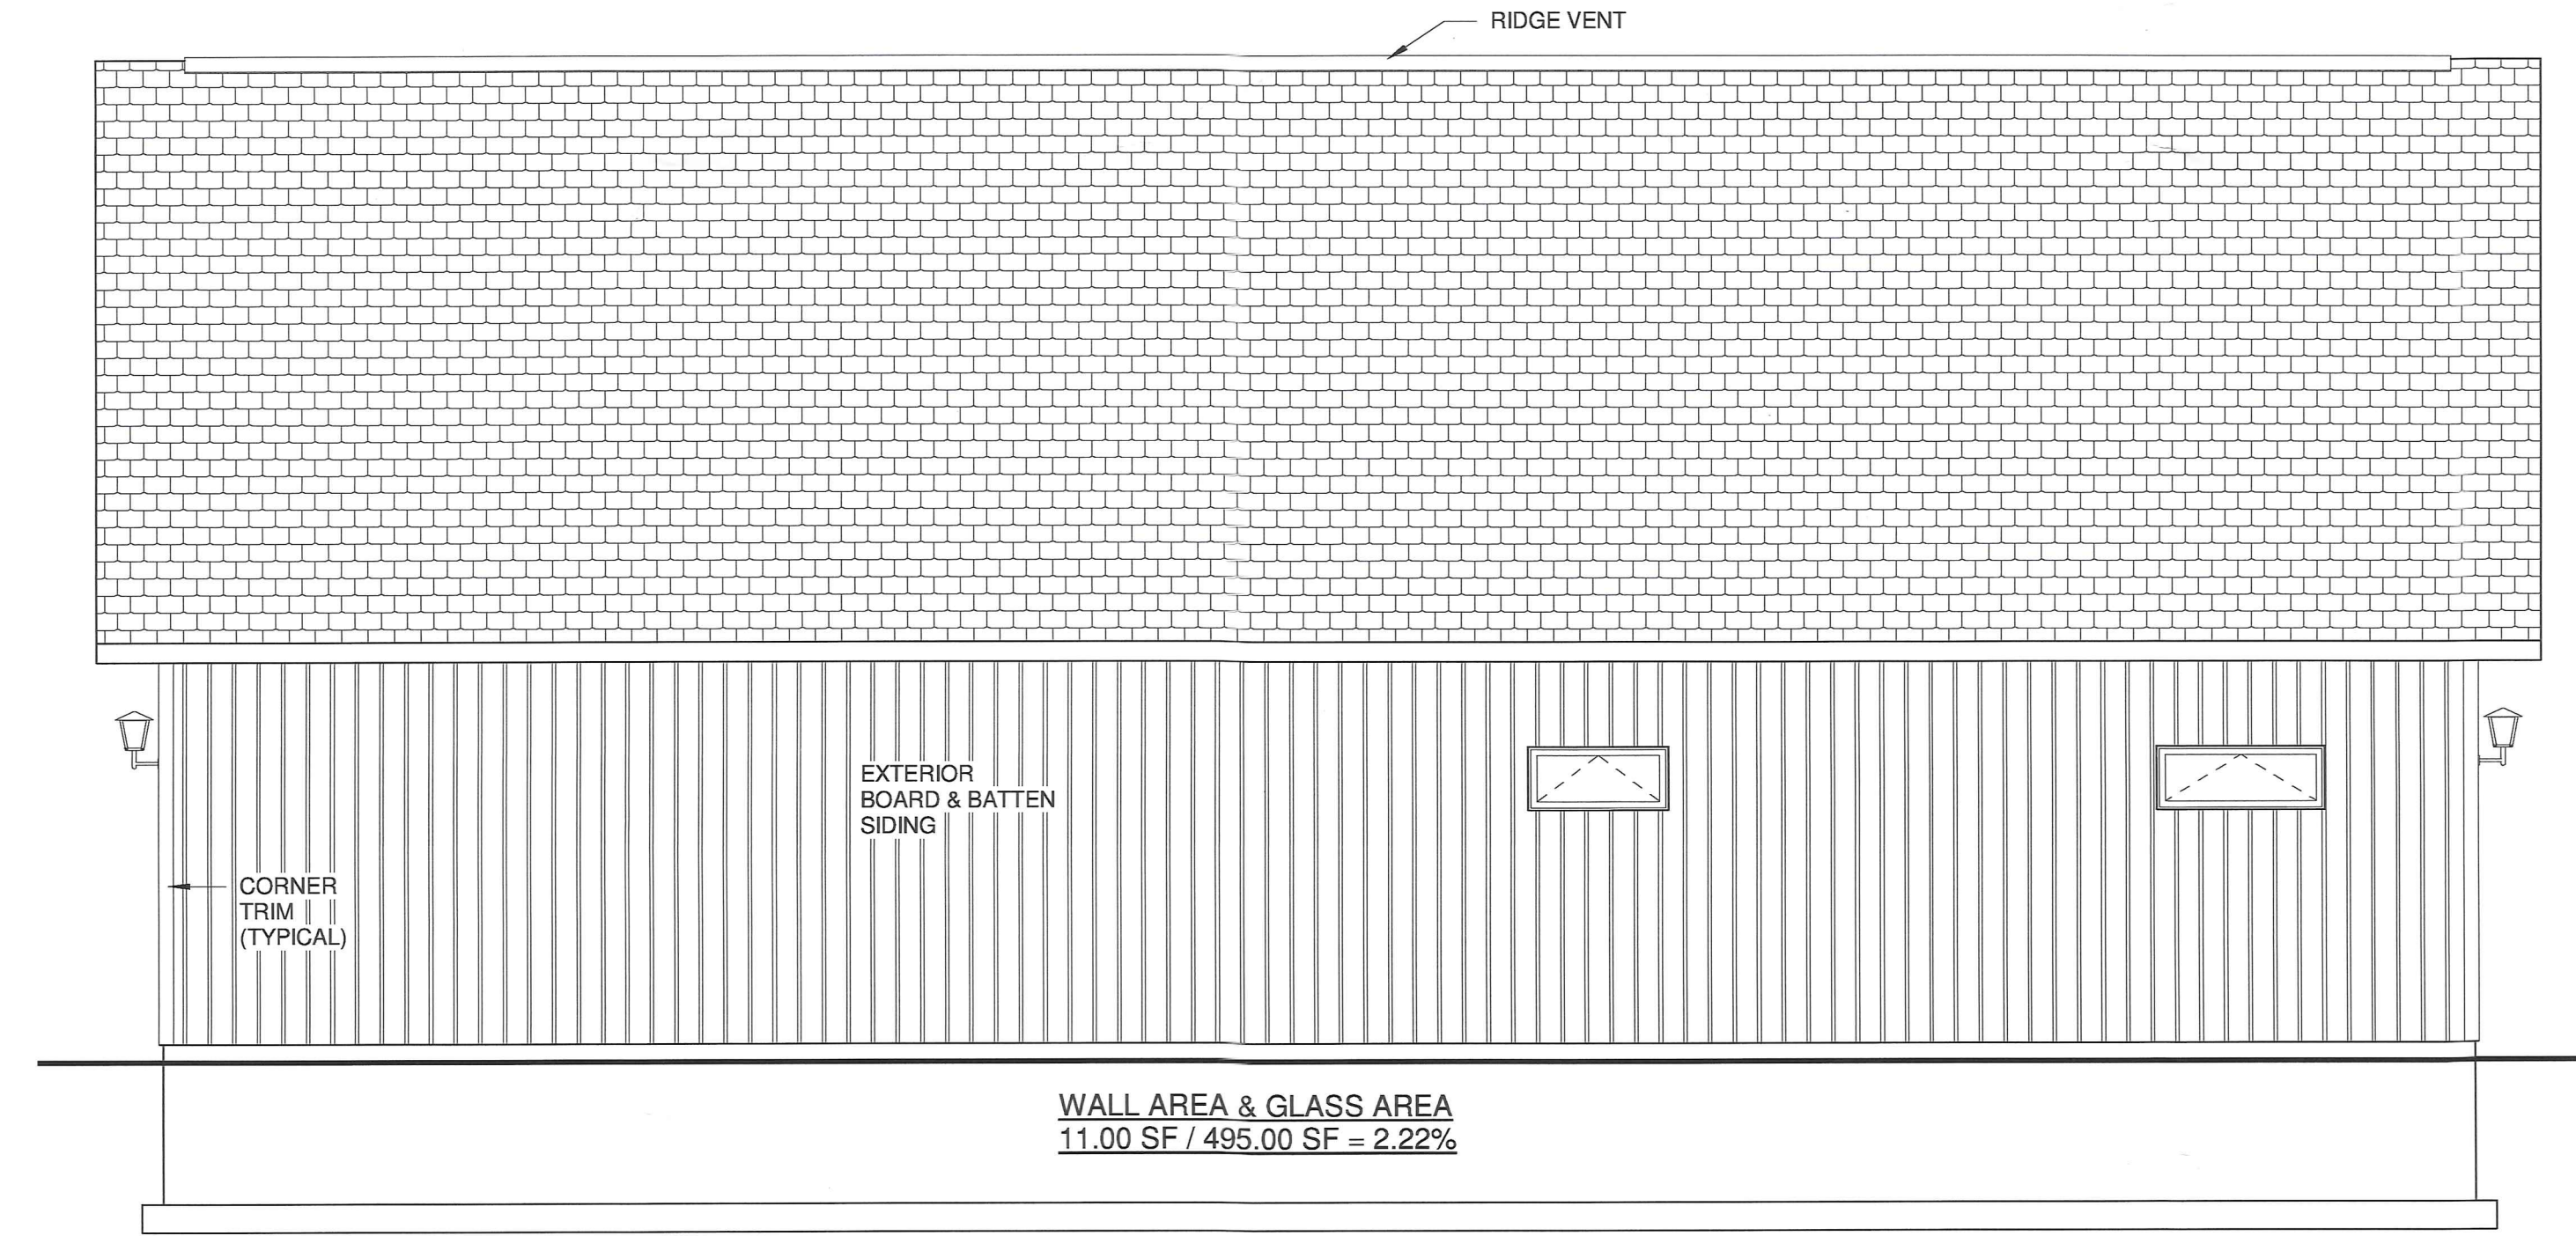 RIDGE VENT
EXTERIOR
BOARD & BATTEN
SIDING
CORNER
TRIM
(TYPICAL)
WALL AREA & GLASS AREA
11.00 SF / 495.00 SF = 2.22%